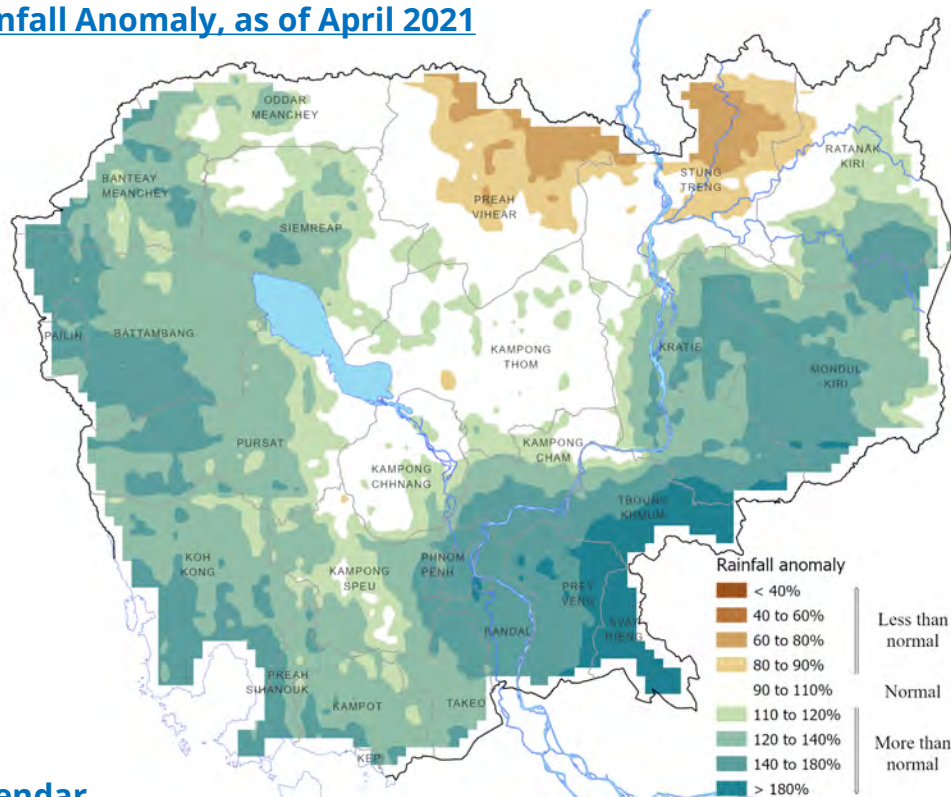 nfall Anomaly, as of April 2021
ODDAR
MEANCHEY
BANTEAY
MEANCHEY
RATANAK
KIRI
STUNG
TRENG
PREAH
VIHEAR
SIEMREAP
PAILIN
BATTAMBANG
KAMPONG
THOM
KRATIE
MONDUL
KIRI
PURSAT
KAMPONG
CHAM
KAMPONG
CHHNANG
TBOUNG
KHMUM
KOH
KONG
KAMPONG
SPEU
PHNOM
PENH
PREY
VENG
KANDAL
SVAY
RIENG
PREAH
SIHANOUK
KAMPOT
TAKEO
KEP
Rainfall anomaly
< 40%
40 to 60%
60 to 80%
80 to 90%
90 to 110%
110 to 120%
120 to 140%
140 to 180%
> 180%
Less than
normal
Normal
More than
normal
endar